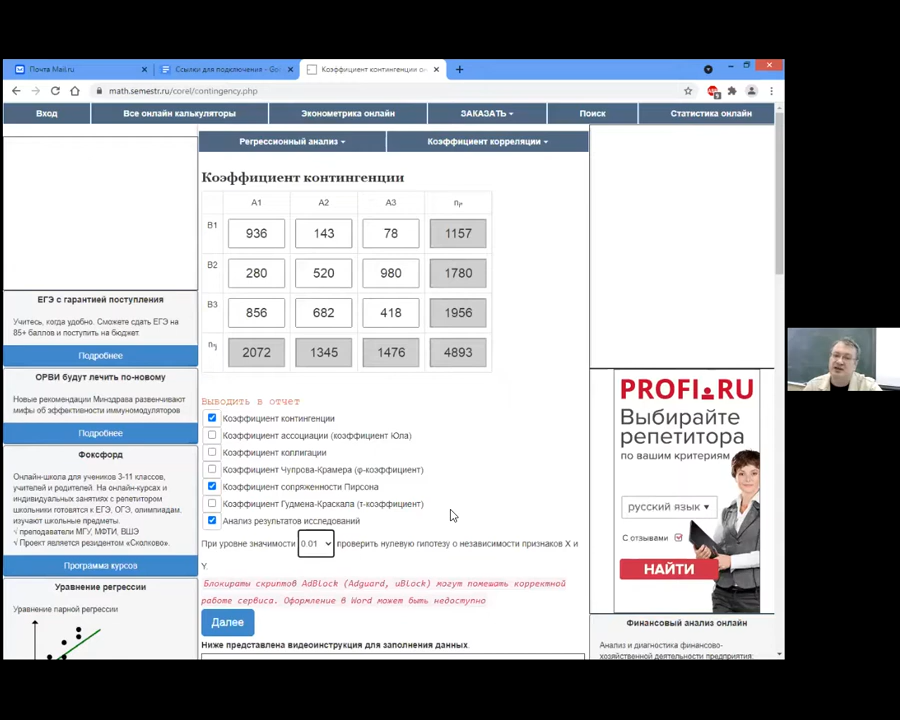 Почта Mail.ru
Ссылки для подключения - Go
Коэффициент контингенции о
math.semestr.ru/corel/contingency.php
Вход
Все онлайн калькуляторы
Эконометрика онлайн
ЗАКАЗАТЬ
Поиск
Статистика онлайн
Регрессионный анализ
Коэффициент корреляции
Коэффициент контингенции
A1 A2 A3
B1 936 143 78 1157
B2 280 520 980 1780
B3 856 682 418 1956
2072 1345 1476 4893
Выводить в отчет
Коэффициент контингенции
Коэффициент ассоциации (коэффициент Юла)
Коэффициент коллигации
Коэффициент Чупрова-Крамера (φ-коэффициент)
Коэффициент сопряженности Пирсона
Коэффициент Гудмена-Краскала (τ-коэффициент)
Анализ результатов исследований
При уровне значимости 0.01 проверить нулевую гипотезу о независимости признаков X и
Y.
Блокираты скриптов AdBlock (Adguard, uBlock) могут помешать корректной
работе сервиса. Оформление в Word может быть недоступно
Далее
Ниже представлена видеоинструкция для заполнения данных.
ЕГЭ с гарантией поступления
Учитесь, когда удобно. Сможете сдать ЕГЭ на
85+ баллов и поступить на бюджет.
Подробнее
ОРВИ будут лечить по-новому
Новые рекомендации Минздрава развенчивают
мифы об эффективности иммуномодуляторов
Подробнее
Фоксфорд
Онлайн-школа для учеников 3-11 классов,
учителей и родителей. На онлайн-курсах и
индивидуальных занятиях с репетитором
школьники готовятся к ЕГЭ, ОГЭ, олимпиадам,
изучают школьные предметы.
√ преподаватели МГУ, МФТИ, ВШЭ
√ Проект является резидентом «Сколково».
Программа курсов
Уравнение регрессии
Уравнение парной регрессии
PROFI.RU
Выбирайте
репетитора
по вашим критериям
русский язык
С отзывами
НАЙТИ
Финансовый анализ онлайн
Анализ и диагностика финансово-
хозяйственной деятельности предприятия: